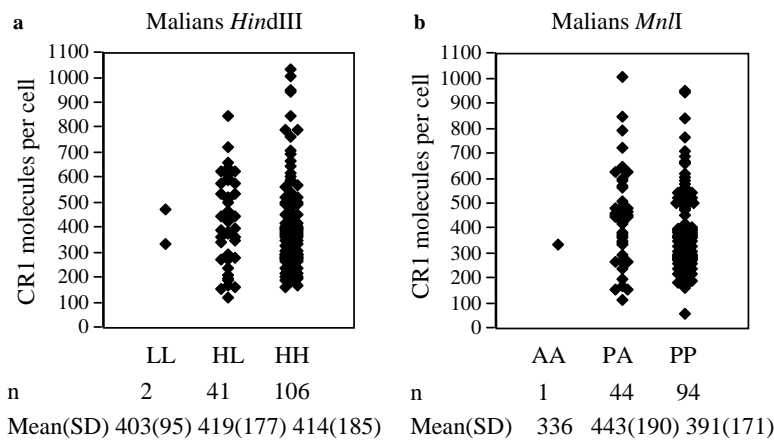 a Malians HindIII
CR1 molecules per cell
1100
1000
900
800
700
600
500
400
300
200
100
0
LL HL HH
n 2 41 106
Mean(SD) 403(95) 419(177) 414(185)
b Malians MnlI
CR1 molecules per cell
1100
1000
900
800
700
600
500
400
300
200
100
0
AA PA PP
n 1 44 94
Mean(SD) 336 443(190) 391(171)